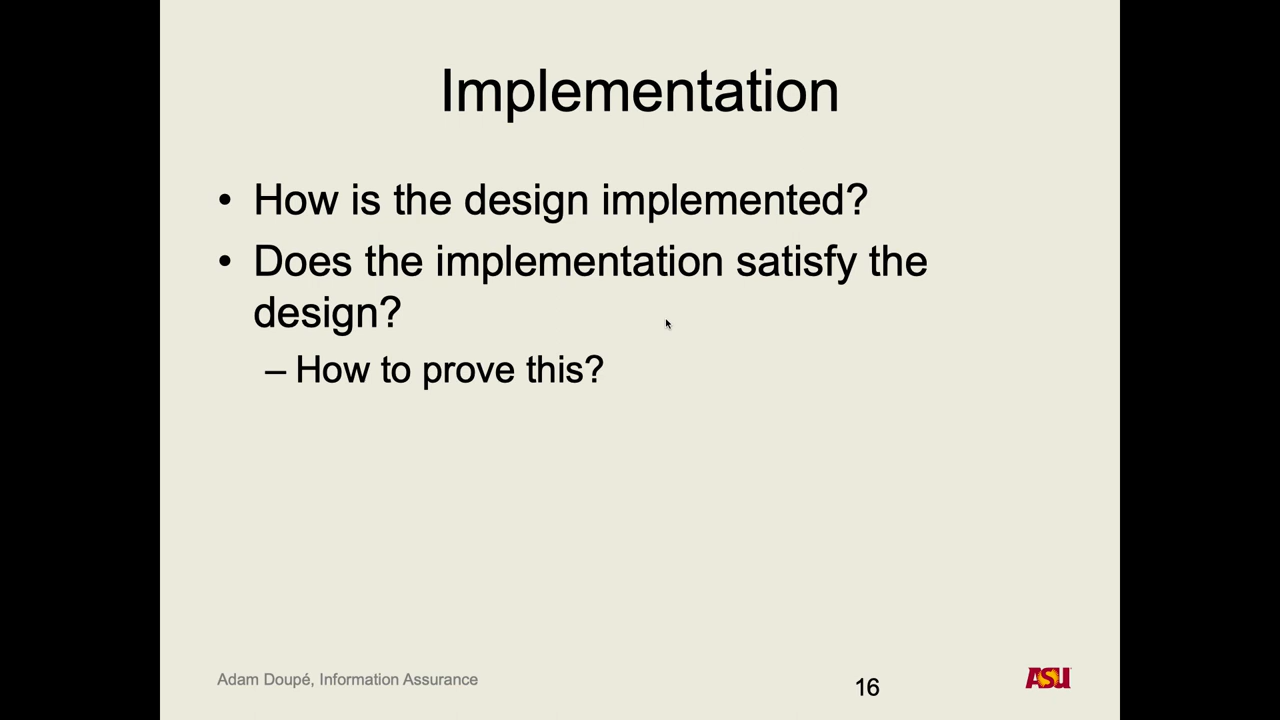 Implementation
• How is the design implemented?
• Does the implementation satisfy the
design?
– How to prove this?
Adam Doupé, Information Assurance
16
ASU